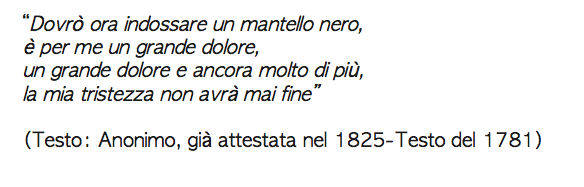 “Dovrò ora indossare un mantello nero,
è per me un grande dolore,
un grande dolore e ancora molto di più,
la mia tristezza non avrà mai fine”
(Testo: Anonimo, già attestata nel 1825-Testo del 1781)